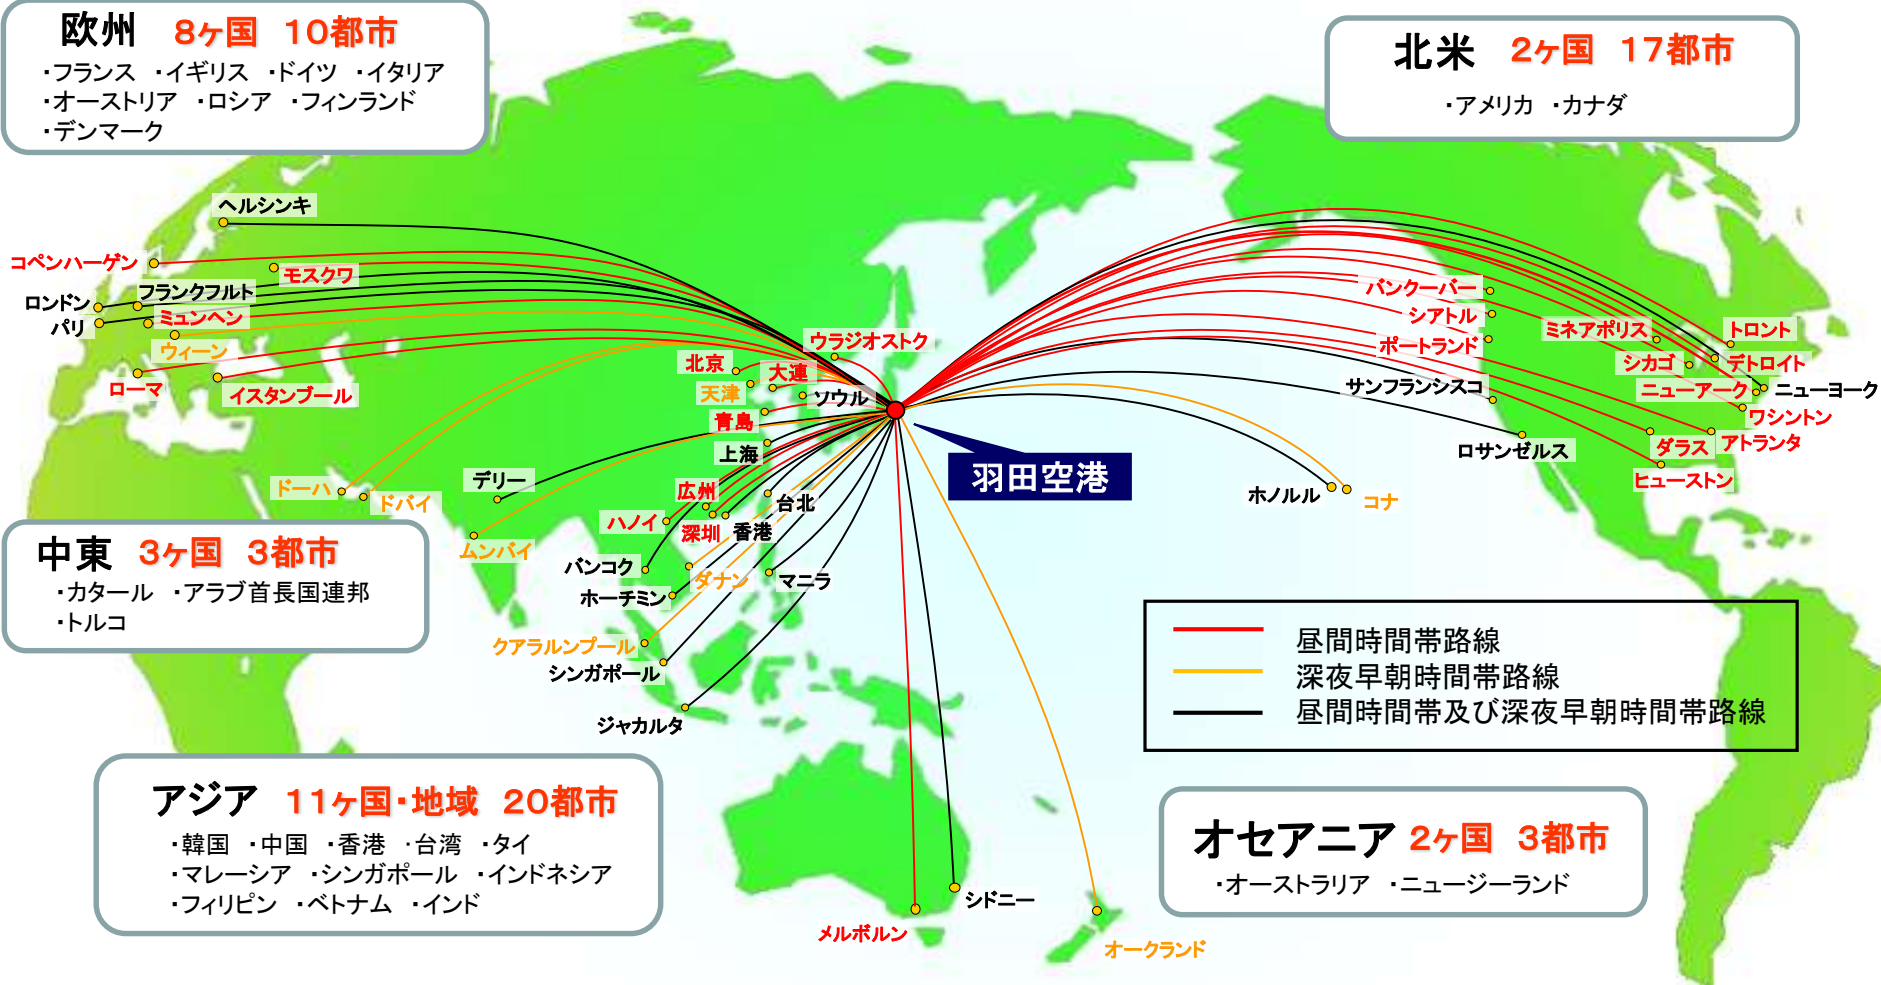 欧州　8ヶ国　10都市
・フランス　・イギリス　・ドイツ　・イタリア
・オーストリア　・ロシア　・フィンランド
・デンマーク
北米　2ヶ国　17都市
・アメリカ　・カナダ
ヘルシンキ
コペンハーゲン
モスクワ
ロンドン
フランクフルト
パリ
ミュンヘン
ウィーン
ローマ
イスタンブール
ウラジオストク
北京
大連
天津
ソウル
青島
上海
デリー
ドーハ
ドバイ
広州
台北
ハノイ
深圳
香港
ムンバイ
バンコク
ダナン
マニラ
ホーチミン
クアラルンプール
シンガポール
ジャカルタ
羽田空港
バンクーバー
シアトル
ポートランド
サンフランシスコ
ロサンゼルス
ミネアポリス
トロント
シカゴ
デトロイト
ニューアーク
ニューヨーク
ワシントン
アトランタ
ダラス
ヒューストン
ホノルル
コナ
中東　3ヶ国　3都市
・カタール　・アラブ首長国連邦
・トルコ
昼間時間帯路線
深夜早朝時間帯路線
昼間時間帯及び深夜早朝時間帯路線
アジア　11ヶ国・地域　20都市
・韓国　・中国　・香港　・台湾　・タイ
・マレーシア　・シンガポール　・インドネシア
・フィリピン　・ベトナム　・インド
オセアニア　2ヶ国　3都市
・オーストラリア　・ニュージーランド
シドニー
メルボルン
オークランド